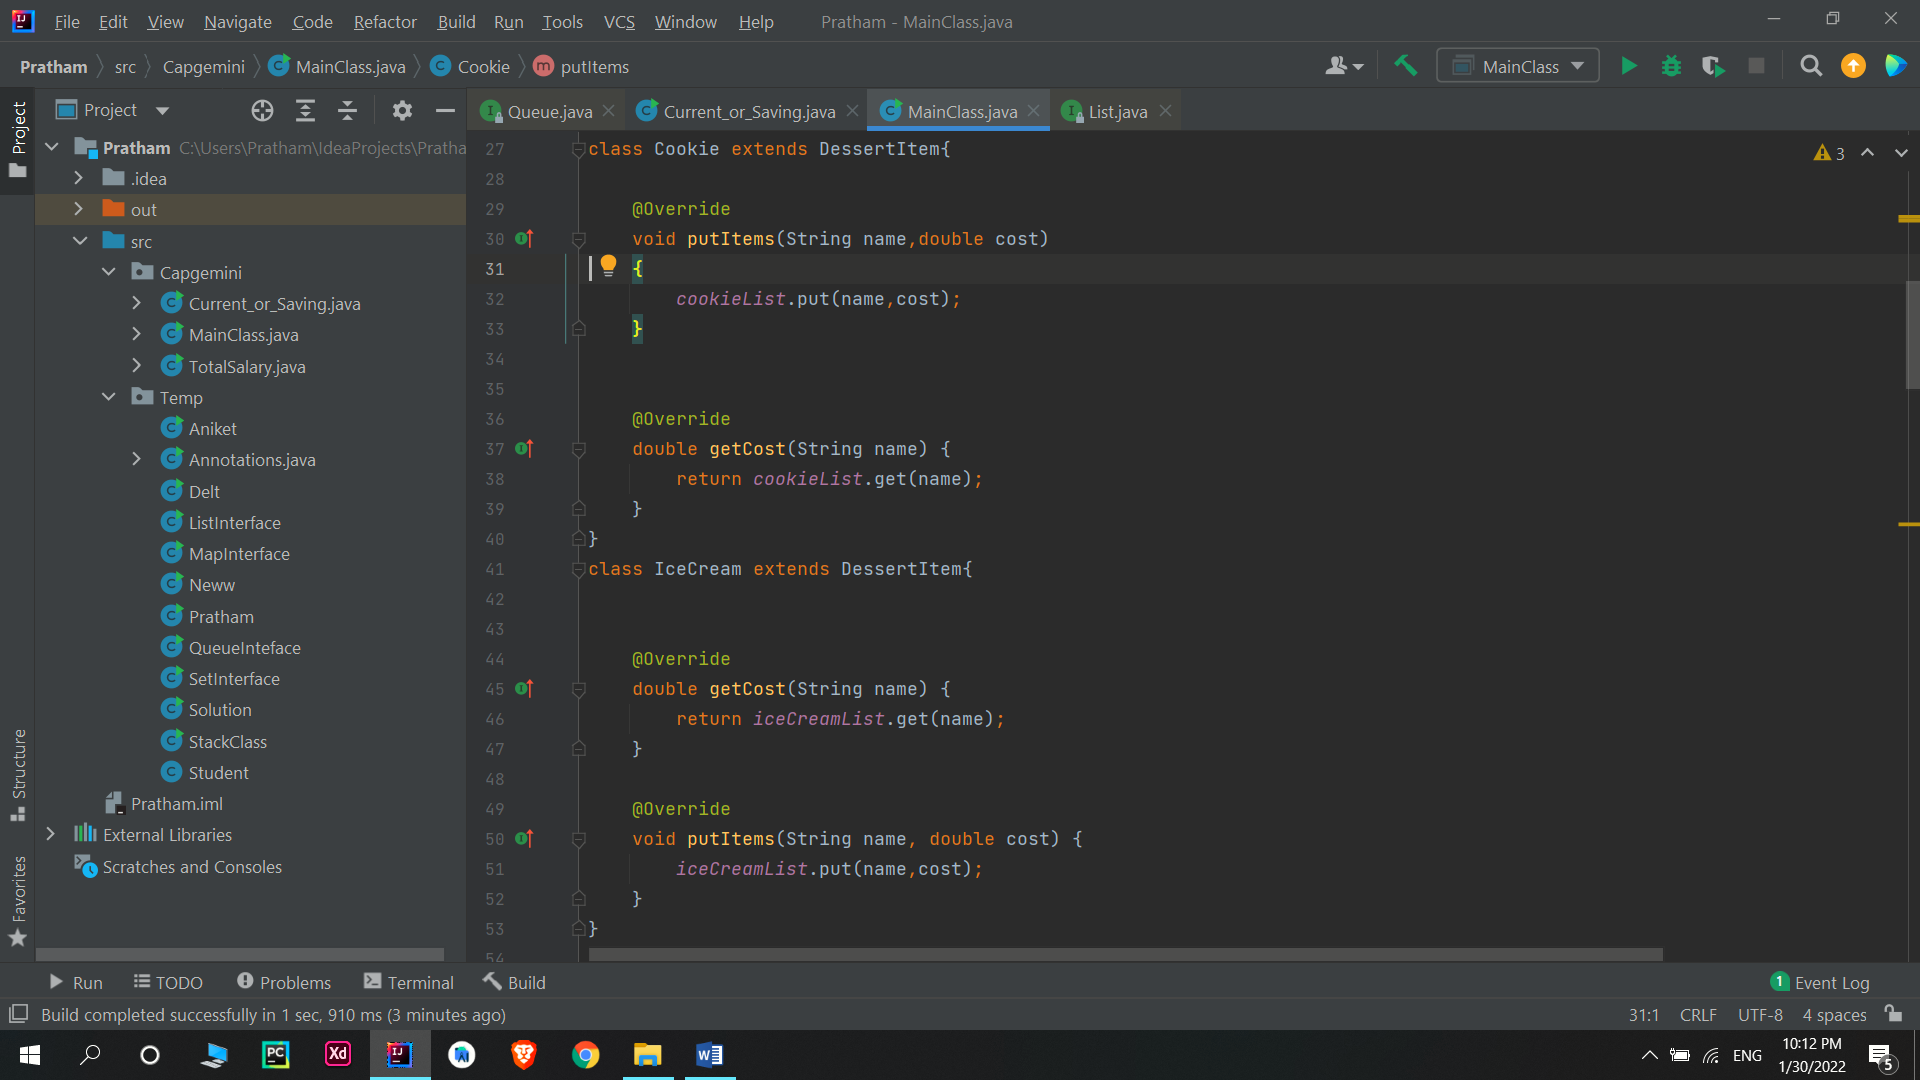 File Edit View Navigate Code Refactor Build Run Tools VCS Window Help Pratham - MainClass.java
Pratham src Capgemini MainClass.java Cookie putItems MainClass
Project
Project
Queue.java Current_or_Saving.java MainClass.java List.java
Pratham C:\Users\Pratham\IdeaProjects\Pratha
.idea
out
src
Capgemini
Current_or_Saving.java
MainClass.java
TotalSalary.java
Temp
Aniket
Annotations.java
Delt
ListInterface
MapInterface
Neww
Pratham
QueueInteface
SetInterface
Solution
StackClass
Student
Pratham.iml
External Libraries
Scratches and Consoles
Structure
Favorites
3
27 class Cookie extends DessertItem{
28
29 @Override
30 void putItems(String name,double cost)
31 {
32 cookieList.put(name,cost);
33 }
34
35
36 @Override
37 double getCost(String name) {
38 return cookieList.get(name);
39 }
40 }
41 class IceCream extends DessertItem{
42
43
44 @Override
45 double getCost(String name) {
46 return iceCreamList.get(name);
47 }
48
49 @Override
50 void putItems(String name, double cost) {
51 iceCreamList.put(name,cost);
52 }
53 }
54
Run TODO Problems Terminal Build 1 Event Log
Build completed successfully in 1 sec, 910 ms (3 minutes ago) 31:1 CRLF UTF-8 4 spaces
PC Xd IJ W ENG 10:12 PM
1/30/2022 5